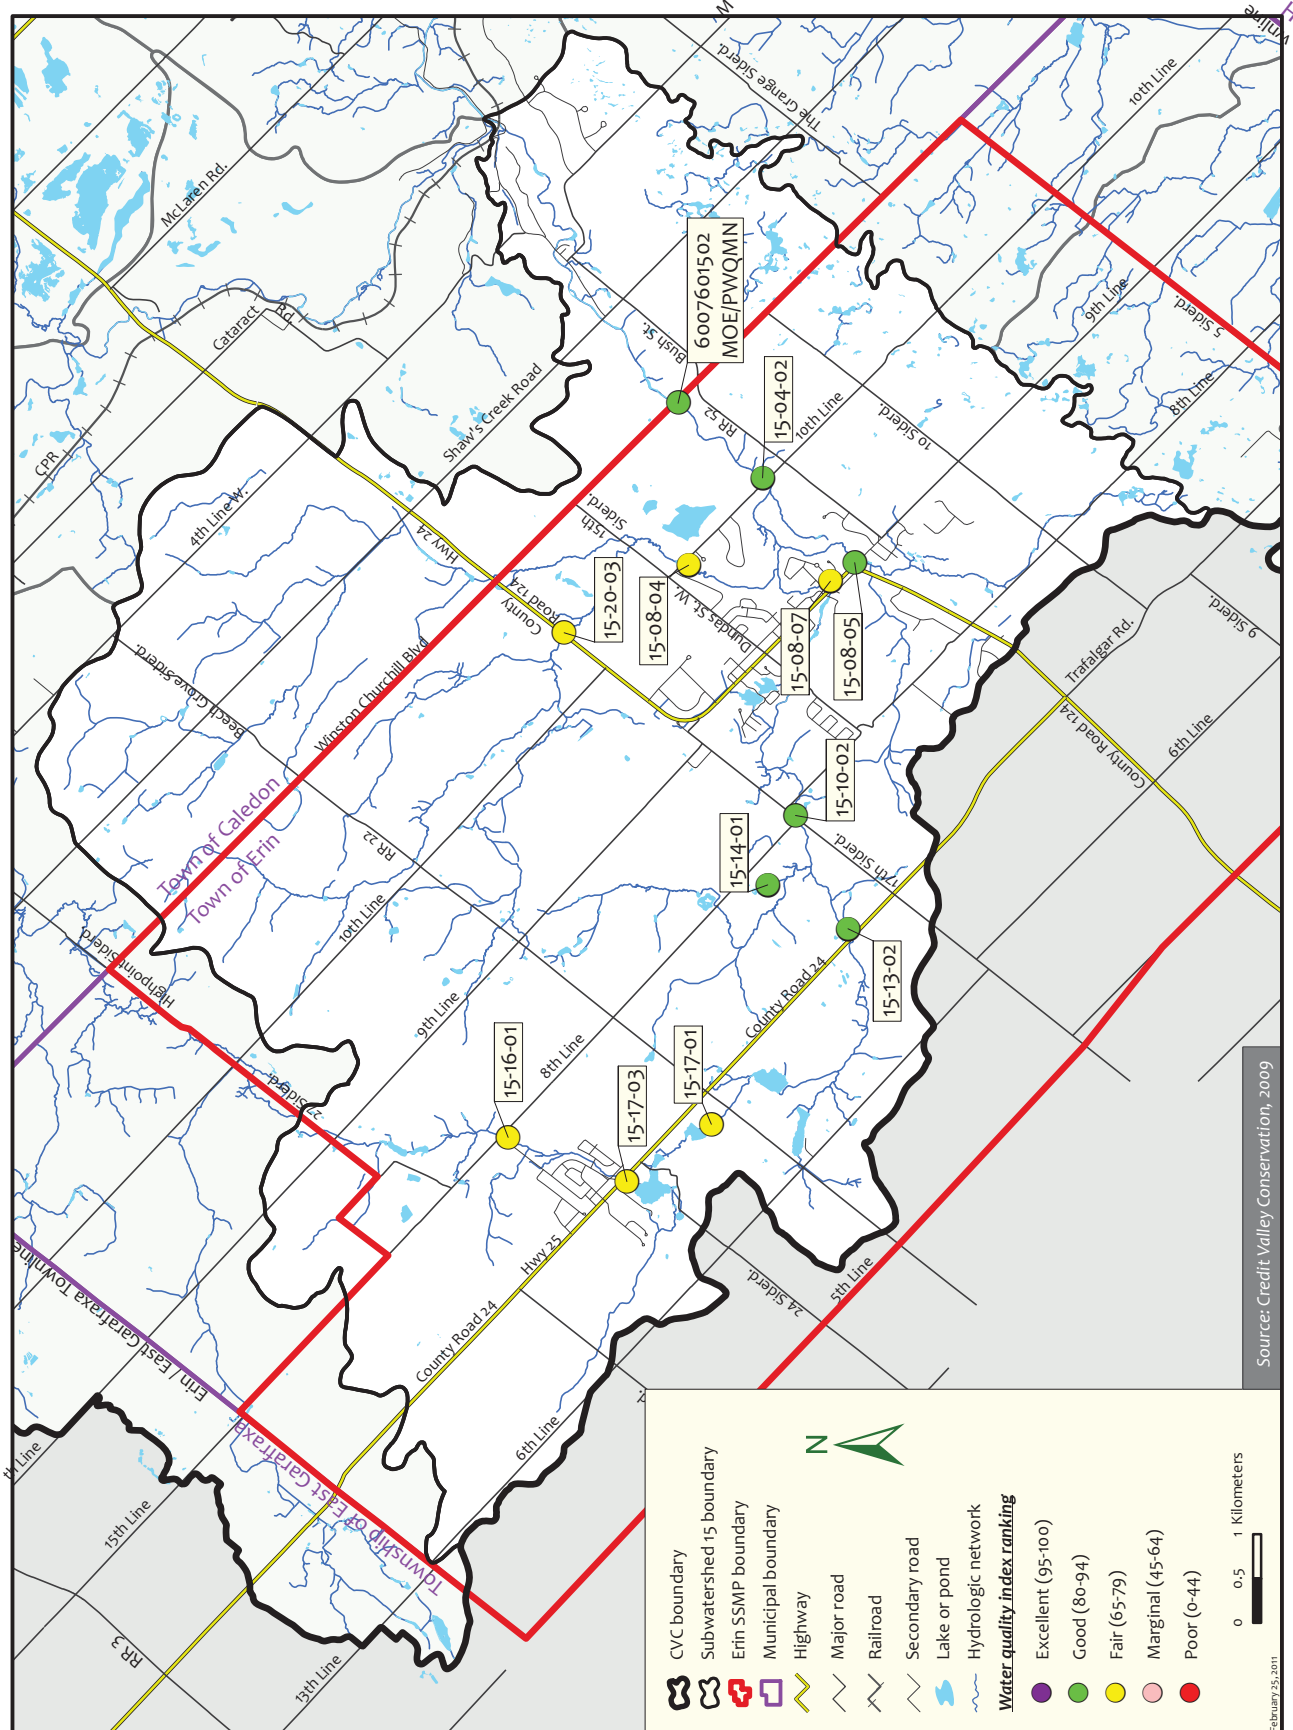 McLaren Rd.
The Grange Siderd.
10th Line
Cataract
Rd.
CPR
Shaw's Creek Road
Bush St.
6007601502
MOE/PWQMN
9th Line
5 Siderd.
8th Line
4th Line W.
Hwy 24
15th
Siderd.
RR 52
15-04-02
10th Line
10 Siderd.
Beech Grove Siderd.
Winston Churchill Blvd
County
Road 124
15-20-03
15-08-04
Dundas St. W.
15-08-07
15-08-05
9 Siderd.
Trafalgar Rd.
County Road 124
6th Line
Town of Caledon
Town of Erin
RR 22
15-10-02
15-14-01
17th Siderd.
15-13-02
Highpoint Siderd.
10th Line
9th Line
8th Line
County Road 24
27 Siderd.
15-16-01
15-17-03
15-17-01
Hwy 25
County Road 24
24 Siderd.
5th Line
6th Line
Erin / East Garafraxa Townline
Township of East Garafraxa
15th Line
13th Line
RR 3
Source: Credit Valley Conservation, 2009
N
CVC boundary
Subwatershed 15 boundary
Erin SSMP boundary
Municipal boundary
Highway
Major road
Railroad
Secondary road
Lake or pond
Hydrologic network
Water quality index ranking
Excellent (95-100)
Good (80-94)
Fair (65-79)
Marginal (45-64)
Poor (0-44)
0 0.5 1 Kilometers
February 25, 2011